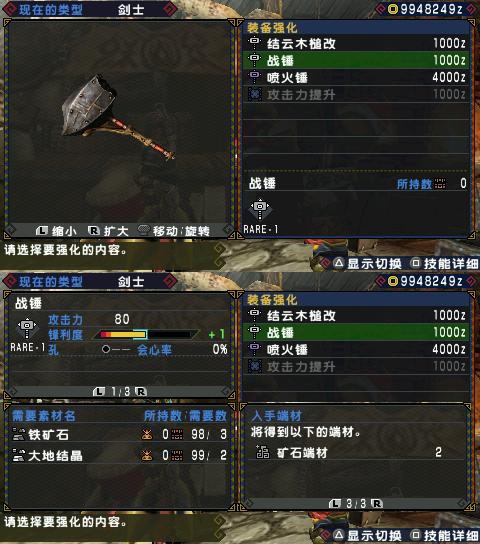 现在的类型 剑士
9948249z
装备强化
结云木槌改 1000z
战锤 1000z
喷火锤 4000z
攻击力提升 1000z
战锤 所持数 0
RARE-1
L 缩小 R 扩大 移动/旋转
请选择要强化的内容。
△显示切换 □技能详细
现在的类型 剑士
9948249z
战锤
攻击力 80
锋利度 +1
RARE-1
孔 ○-- 会心率 0%
L 1/3 R
需要素材名 所持数/需要数
铁矿石 0 98/ 3
大地结晶 0 99/ 2
装备强化
结云木槌改 1000z
战锤 1000z
喷火锤 4000z
攻击力提升 1000z
入手端材
将得到以下的端材。
矿石端材 2
L 3/3 R
请选择要强化的内容。
△显示切换 □技能详细